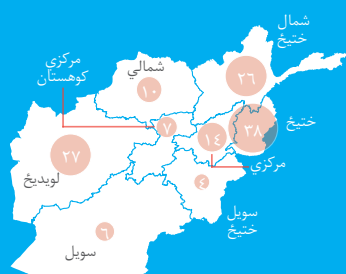 شمال
ختیځ
مرکزي
کوهستان
شمالي
۱۰
۲۶
۷
۱۴
۳۸
ختیځ
۲۷
لویدیځ
مرکزي
۴
سویل
ختیځ
۶
سویل